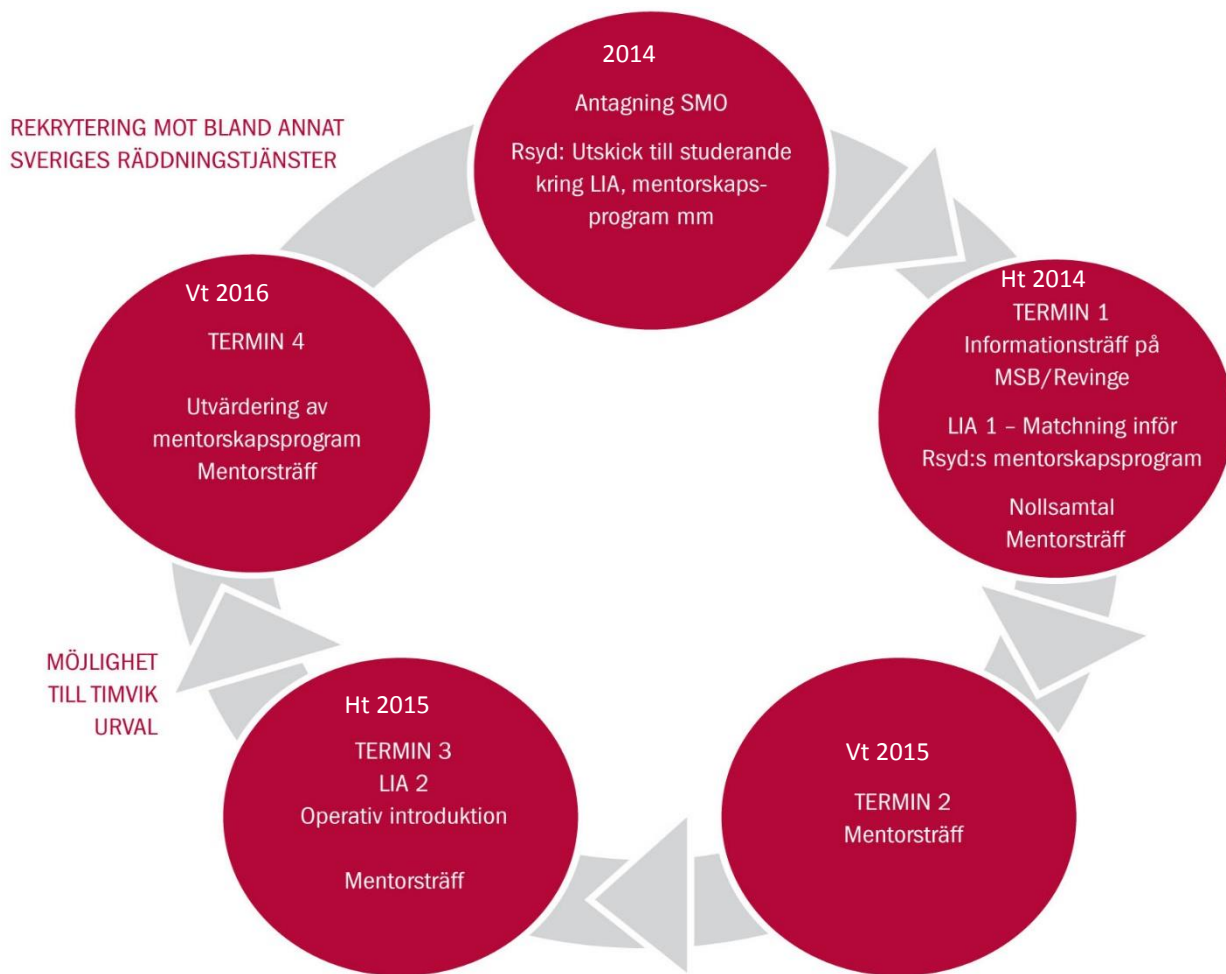 2014
Antagning SMO
Rsyd: Utskick till studerande
kring LIA, mentorskaps-
program mm
REKRYTERING MOT BLAND ANNAT
SVERIGES RÄDDNINGSTJÄNSTER
Ht 2014
TERMIN 1
Informationsträff på
MSB/Revinge
LIA 1 – Matchning inför
Rsyd:s mentorskapsprogram
Nollsamtal
Mentorsträff
Vt 2015
TERMIN 2
Mentorsträff
Ht 2015
TERMIN 3
LIA 2
Operativ introduktion
Mentorsträff
MÖJLIGHET
TILL TIMVIK
URVAL
Vt 2016
TERMIN 4
Utvärdering av
mentorskapsprogram
Mentorsträff